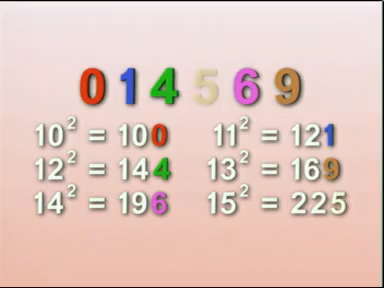 0 1 4 5 6 9
10² = 100 11² = 121
12² = 144 13² = 169
14² = 196 15² = 225